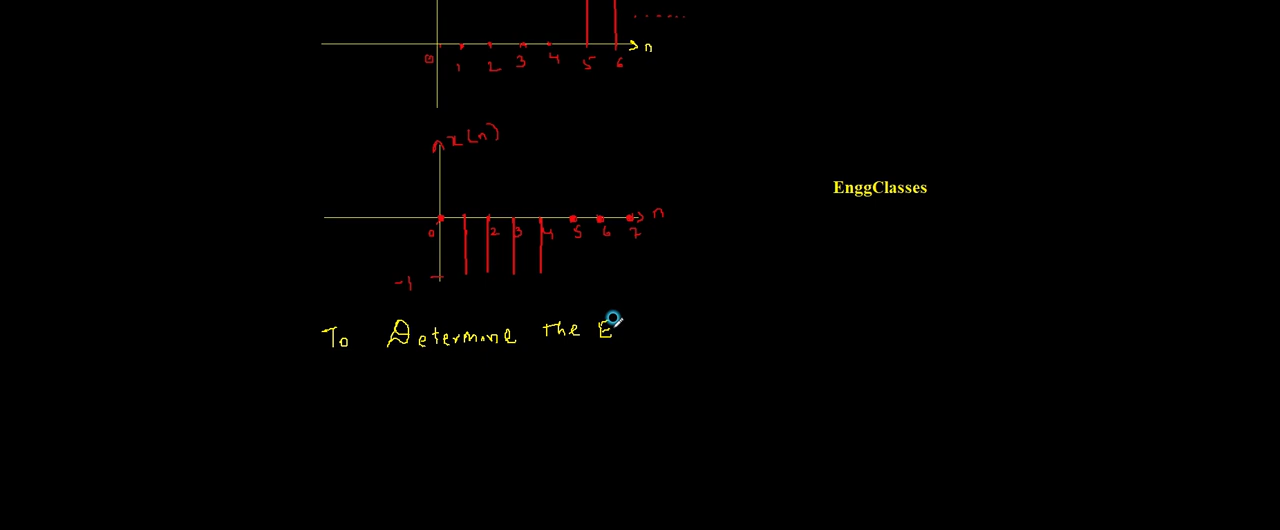 n
0 1 2 3 4 5 6
x(n)
EnggClasses
n
0 2 3 4 5 6 7
-1
To Determine the E